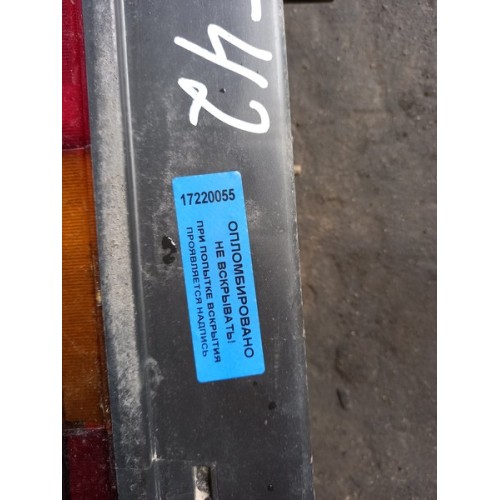 -42
17220055
ОПЛОМБИРОВАНО
НЕ ВСКРЫВАТЬ!
ПРИ ПОПЫТКЕ ВСКРЫТИЯ
ПРОЯВЛЯЕТСЯ НАДПИСЬ